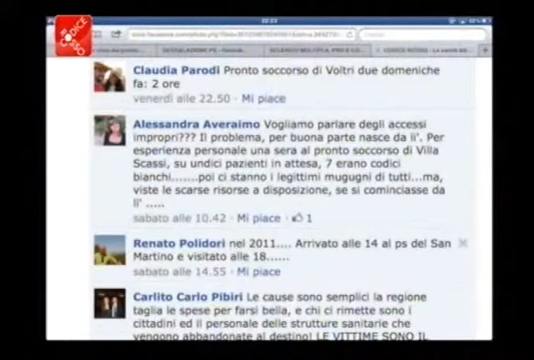 CODICE
ROSSO
22:23
Claudia Parodi Pronto soccorso di Voltri due domeniche
fa: 2 ore
venerdì alle 22.50 · Mi piace
Alessandra Averaimo Vogliamo parlare degli accessi
impropri??? Il problema, per buona parte nasce da li'. Per
esperienza personale una sera al pronto soccorso di Villa
Scassi, su undici pazienti in attesa, 7 erano codici
bianchi.......poi ci stanno i legittimi mugugni di tutti...ma,
viste le scarse risorse a disposizione, se si cominciasse da
li' .....
sabato alle 10.42 · Mi piace · 1
Renato Polidori nel 2011.... Arrivato alle 14 al ps del San
Martino e visitato alle 18......
sabato alle 14.55 · Mi piace
Carlito Carlo Pibiri Le cause sono semplici la regione
taglia le spese per farsi bella, e chi ci rimette sono i
cittadini ed il personale delle strutture sanitarie che
vengono abbandonate al destino! LE VITTIME SONO IL